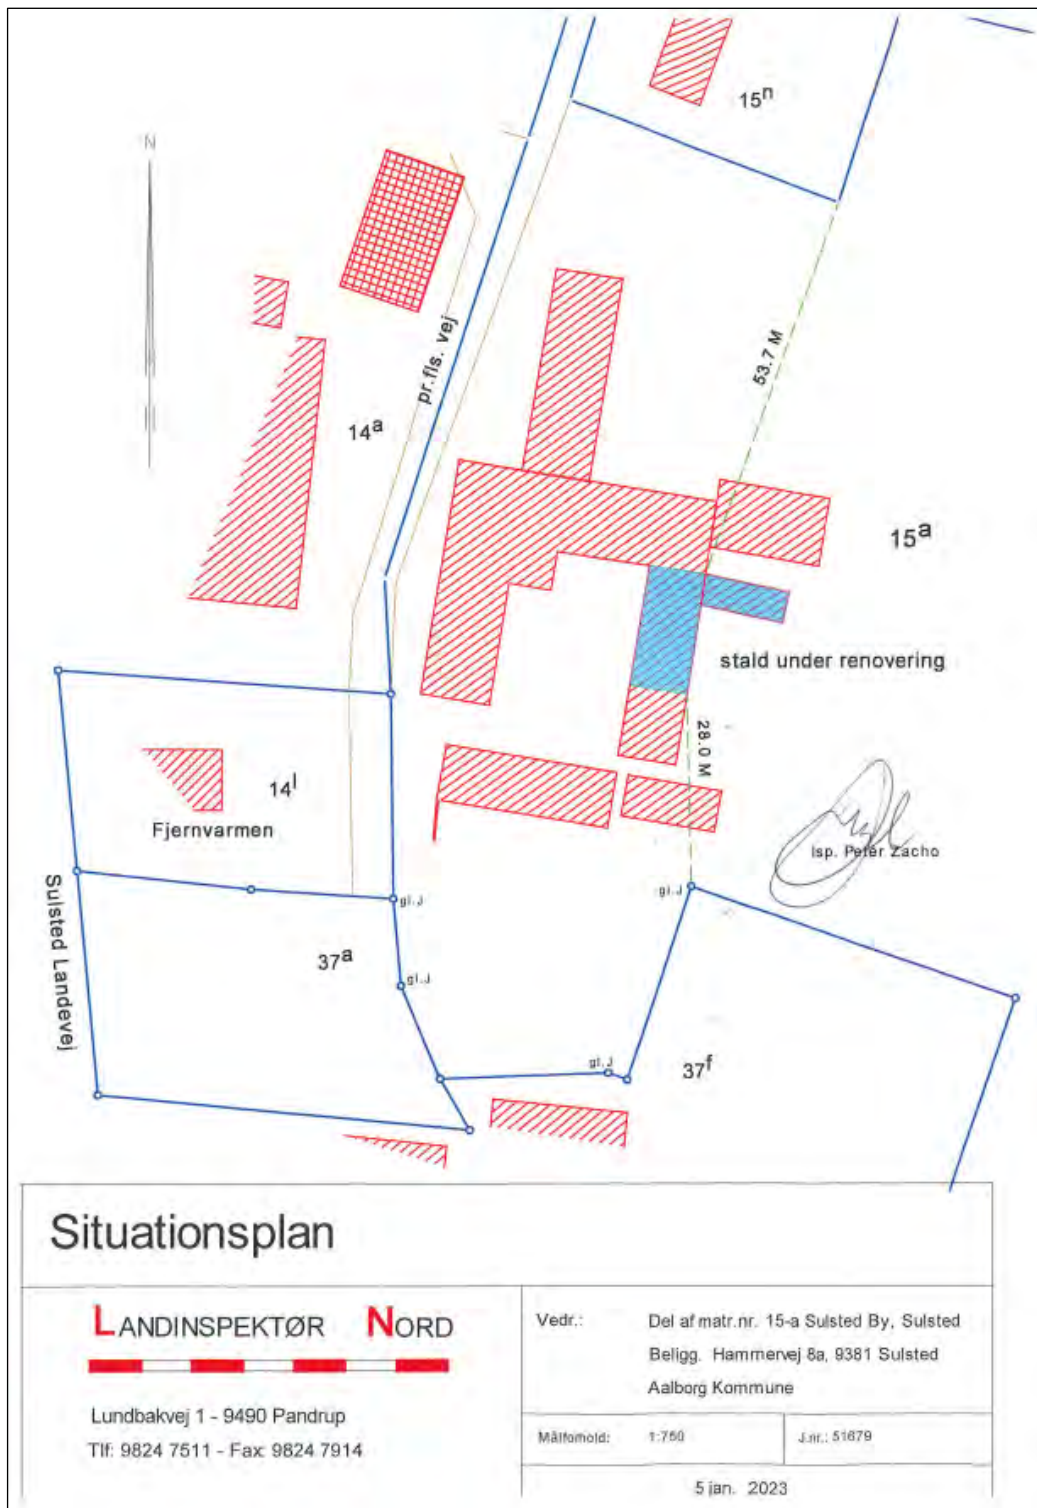 N
15n
pr.fls. vej
53.7 M
14a
15a
stald under renovering
28.0 M
14l
Fjernvarmen
lsp. Peter Zacho
Sulsted Landevej
gl.J
gl.J
37a
gl.J
gl.J
37f
Situationsplan
LANDINSPEKTØR NORD
Lundbakvej 1 - 9490 Pandrup
Tlf: 9824 7511 - Fax: 9824 7914
Vedr.: Del af matr.nr. 15-a Sulsted By, Sulsted
Beligg. Hammervej 8a, 9381 Sulsted
Aalborg Kommune
Målforhold: 1:750 J.nr.: 51679
5 jan. 2023